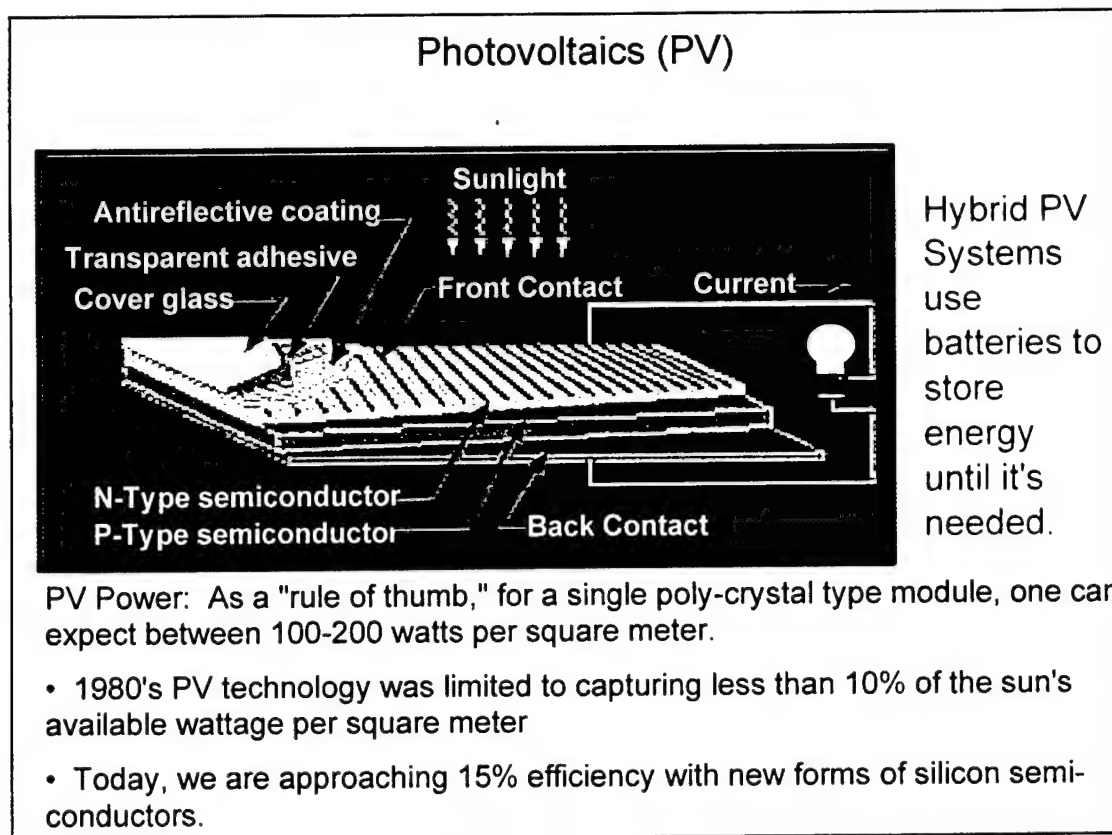 Photovoltaics (PV)
Sunlight
Antireflective coating
Transparent adhesive
Cover glass
Front Contact
Current
N-Type semiconductor
P-Type semiconductor
Back Contact
Hybrid PV
Systems
use
batteries to
store
energy
until it's
needed.
PV Power: As a "rule of thumb," for a single poly-crystal type module, one can
expect between 100-200 watts per square meter.
• 1980's PV technology was limited to capturing less than 10% of the sun's
available wattage per square meter
• Today, we are approaching 15% efficiency with new forms of silicon semi-
conductors.